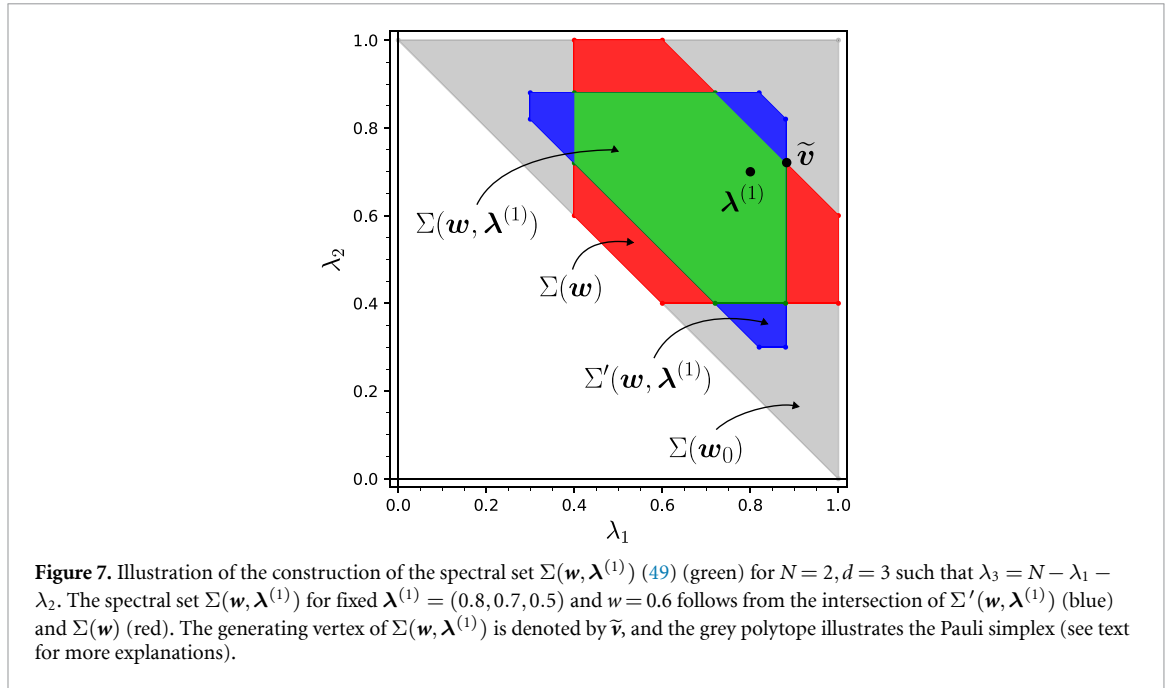 1.0
0.8
0.6
0.4
0.2
0.0
λ₂
0.0 0.2 0.4 0.6 0.8 1.0
λ₁
ṽ
λ⁽¹⁾
Σ(w, λ⁽¹⁾)
Σ(w)
Σ′(w, λ⁽¹⁾)
Σ(w₀)
Figure 7. Illustration of the construction of the spectral set Σ(w, λ⁽¹⁾) (49) (green) for N = 2, d = 3 such that λ₃ = N − λ₁ −
λ₂. The spectral set Σ(w, λ⁽¹⁾) for fixed λ⁽¹⁾ = (0.8, 0.7, 0.5) and w = 0.6 follows from the intersection of Σ′(w, λ⁽¹⁾) (blue)
and Σ(w) (red). The generating vertex of Σ(w, λ⁽¹⁾) is denoted by ṽ, and the grey polytope illustrates the Pauli simplex (see text
for more explanations).